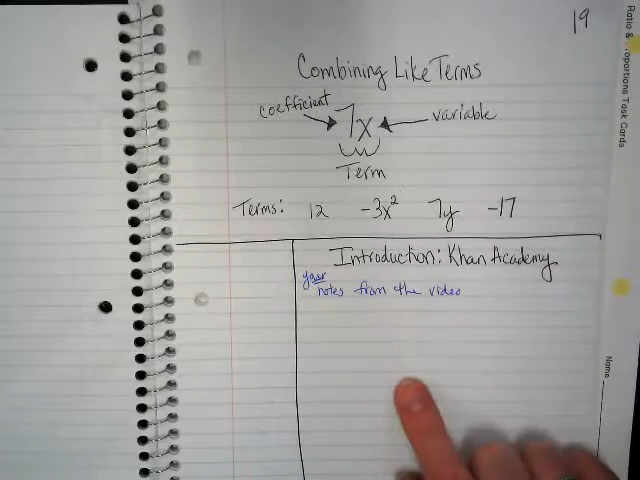 19
Combining Like Terms
coefficient
7x
variable
Term
Terms: 12 -3x² 7y -17
Introduction: Khan Academy
your
notes from the video
Ratio & Proportions Task Cards
Name